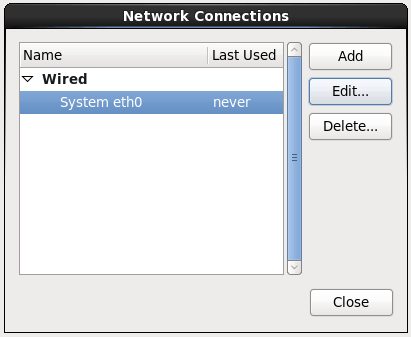 Network Connections
Name Last Used
Wired
System eth0 never
Add
Edit...
Delete...
Close